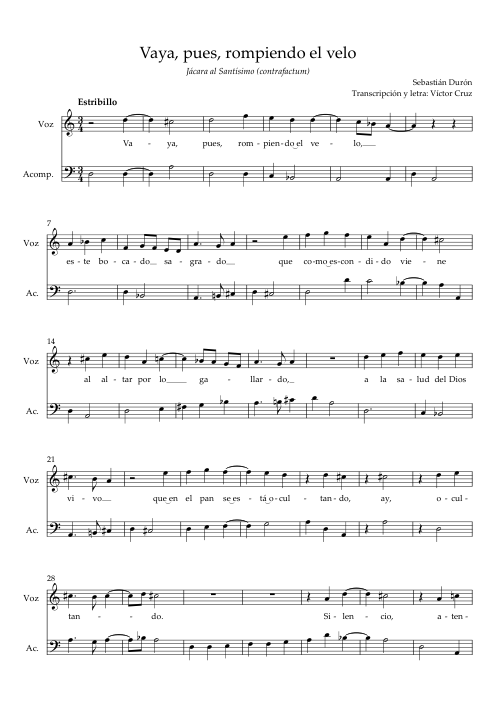 Vaya, pues, rompiendo el velo
Jácara al Santísimo (contrafactum)
Sebastián Durón
Transcripción y letra: Víctor Cruz
Estribillo
Voz
Va - ya, pues, rom - pien-do el ve - lo,
Acomp.
7
Voz
es - te bo - ca - do sa - gra - do que co-mo es-con - di - do vie - ne
Ac.
14
Voz
al al - tar por lo ga - llar - do, a la sa - lud del Dios
Ac.
21
Voz
vi - vo que en el pan se es - tá o-cul - tan - do, ay, o - cul -
Ac.
28
Voz
tan - do. Si - len - cio, a - ten -
Ac.